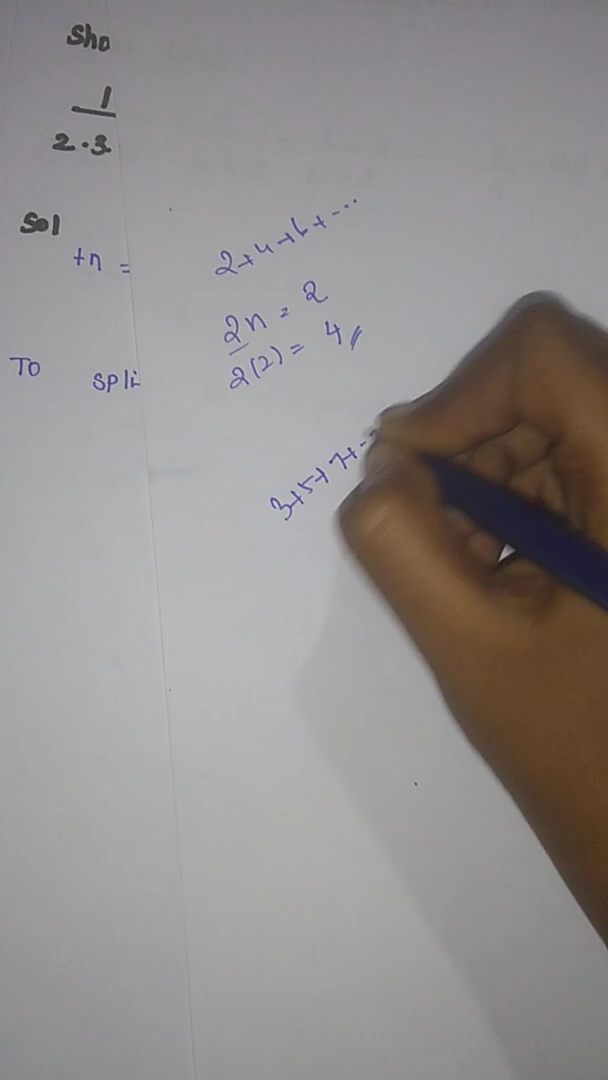 Sho
1
2.3.
Sol
tn =
2+4+6+...
2n = 2
2(2) = 4
To spli
3+5+7+-